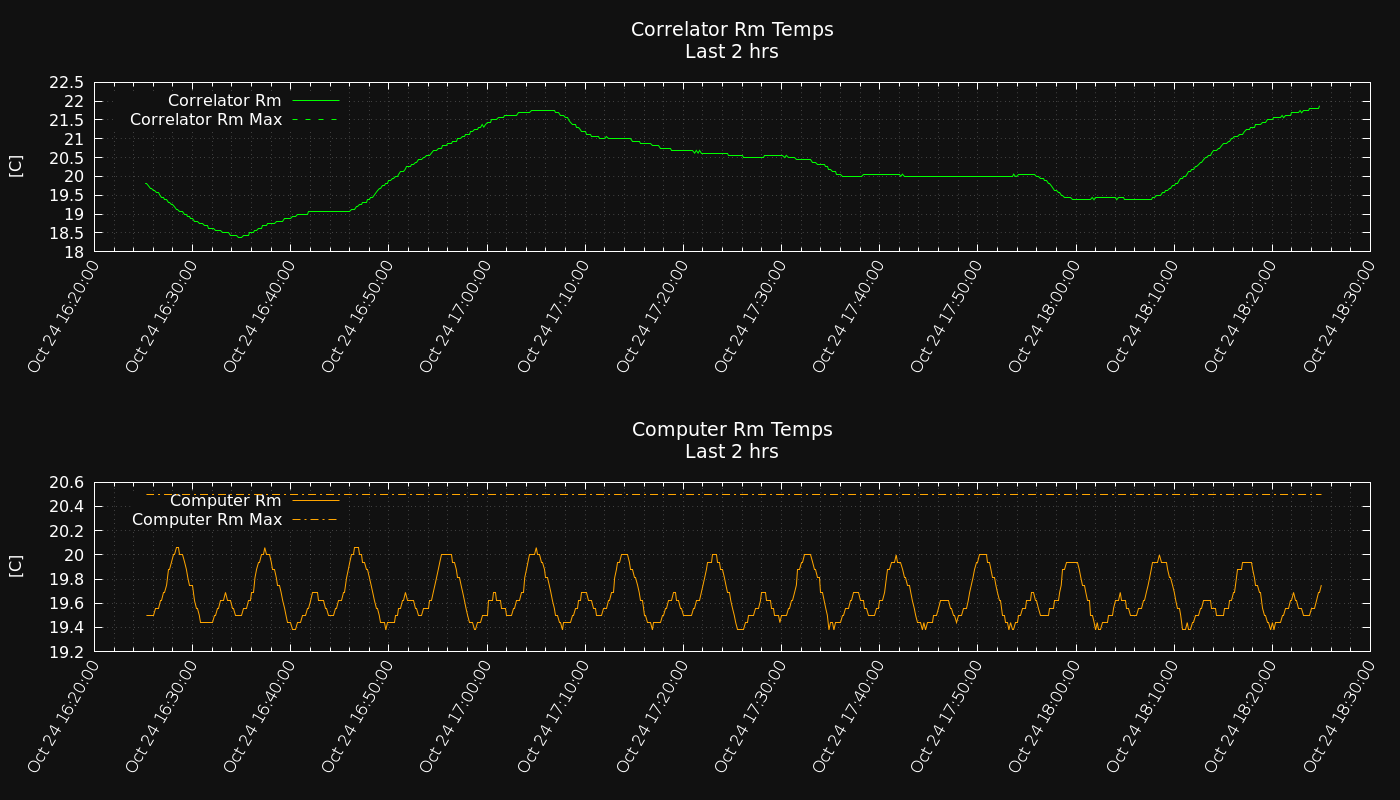 Correlator Rm Temps
Last 2 hrs
22.5
22
21.5
21
20.5
20
19.5
19
18.5
18
[C]
Correlator Rm
Correlator Rm Max
Oct 24 16:20:00
Oct 24 16:30:00
Oct 24 16:40:00
Oct 24 16:50:00
Oct 24 17:00:00
Oct 24 17:10:00
Oct 24 17:20:00
Oct 24 17:30:00
Oct 24 17:40:00
Oct 24 17:50:00
Oct 24 18:00:00
Oct 24 18:10:00
Oct 24 18:20:00
Oct 24 18:30:00
Computer Rm Temps
Last 2 hrs
20.6
20.4
20.2
20
19.8
19.6
19.4
19.2
[C]
Computer Rm
Computer Rm Max
Oct 24 16:20:00
Oct 24 16:30:00
Oct 24 16:40:00
Oct 24 16:50:00
Oct 24 17:00:00
Oct 24 17:10:00
Oct 24 17:20:00
Oct 24 17:30:00
Oct 24 17:40:00
Oct 24 17:50:00
Oct 24 18:00:00
Oct 24 18:10:00
Oct 24 18:20:00
Oct 24 18:30:00